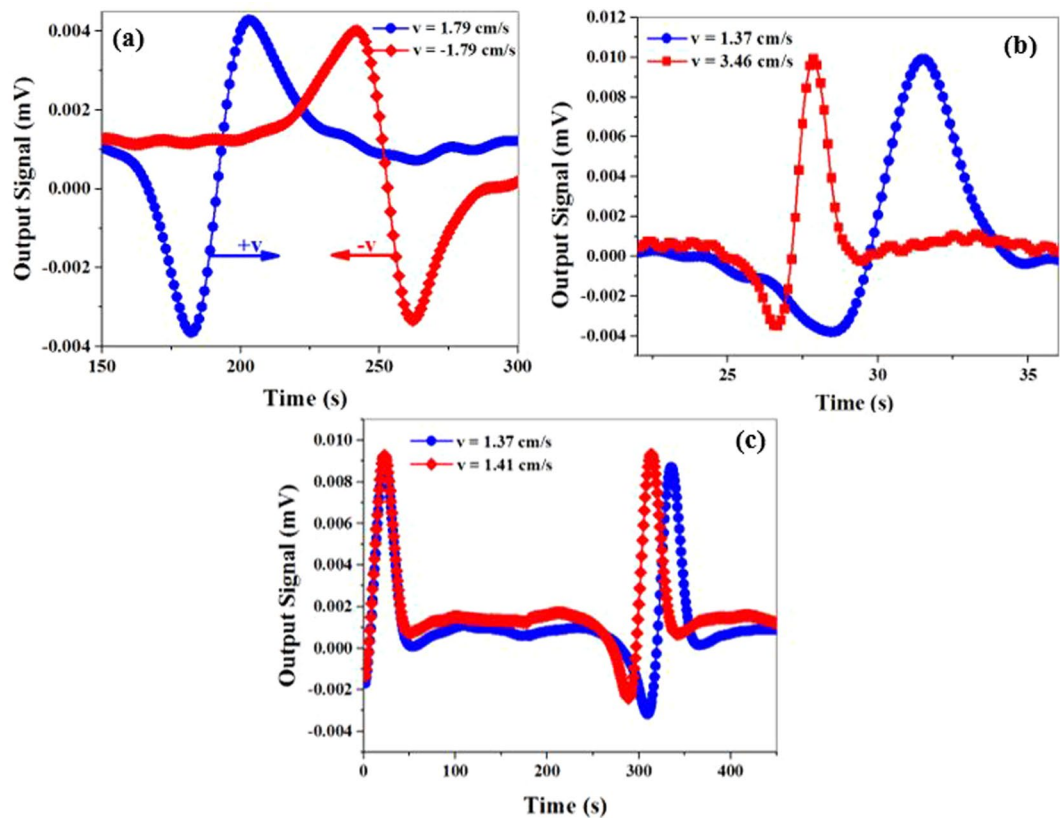 (a)
v = 1.79 cm/s
v = -1.79 cm/s
0.004
0.002
0.000
-0.002
-0.004
Output Signal (mV)
+v
-v
150
200
250
300
Time (s)
(b)
v = 1.37 cm/s
v = 3.46 cm/s
0.012
0.010
0.008
0.006
0.004
0.002
0.000
-0.002
-0.004
Output Signal (mV)
25
30
35
Time (s)
(c)
v = 1.37 cm/s
v = 1.41 cm/s
0.010
0.008
0.006
0.004
0.002
0.000
-0.002
-0.004
Output Signal (mV)
0
100
200
300
400
Time (s)